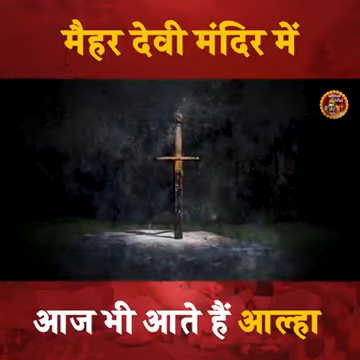 मैहर देवी मंदिर में
आज भी आते हैं आल्हा